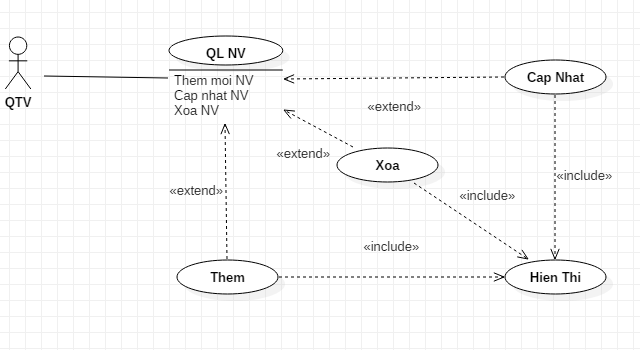 QL NV
QTV
Them moi NV
Cap nhat NV
Xoa NV
Cap Nhat
«extend»
«extend»
Xoa
«include»
«extend»
«include»
«include»
Them
Hien Thi